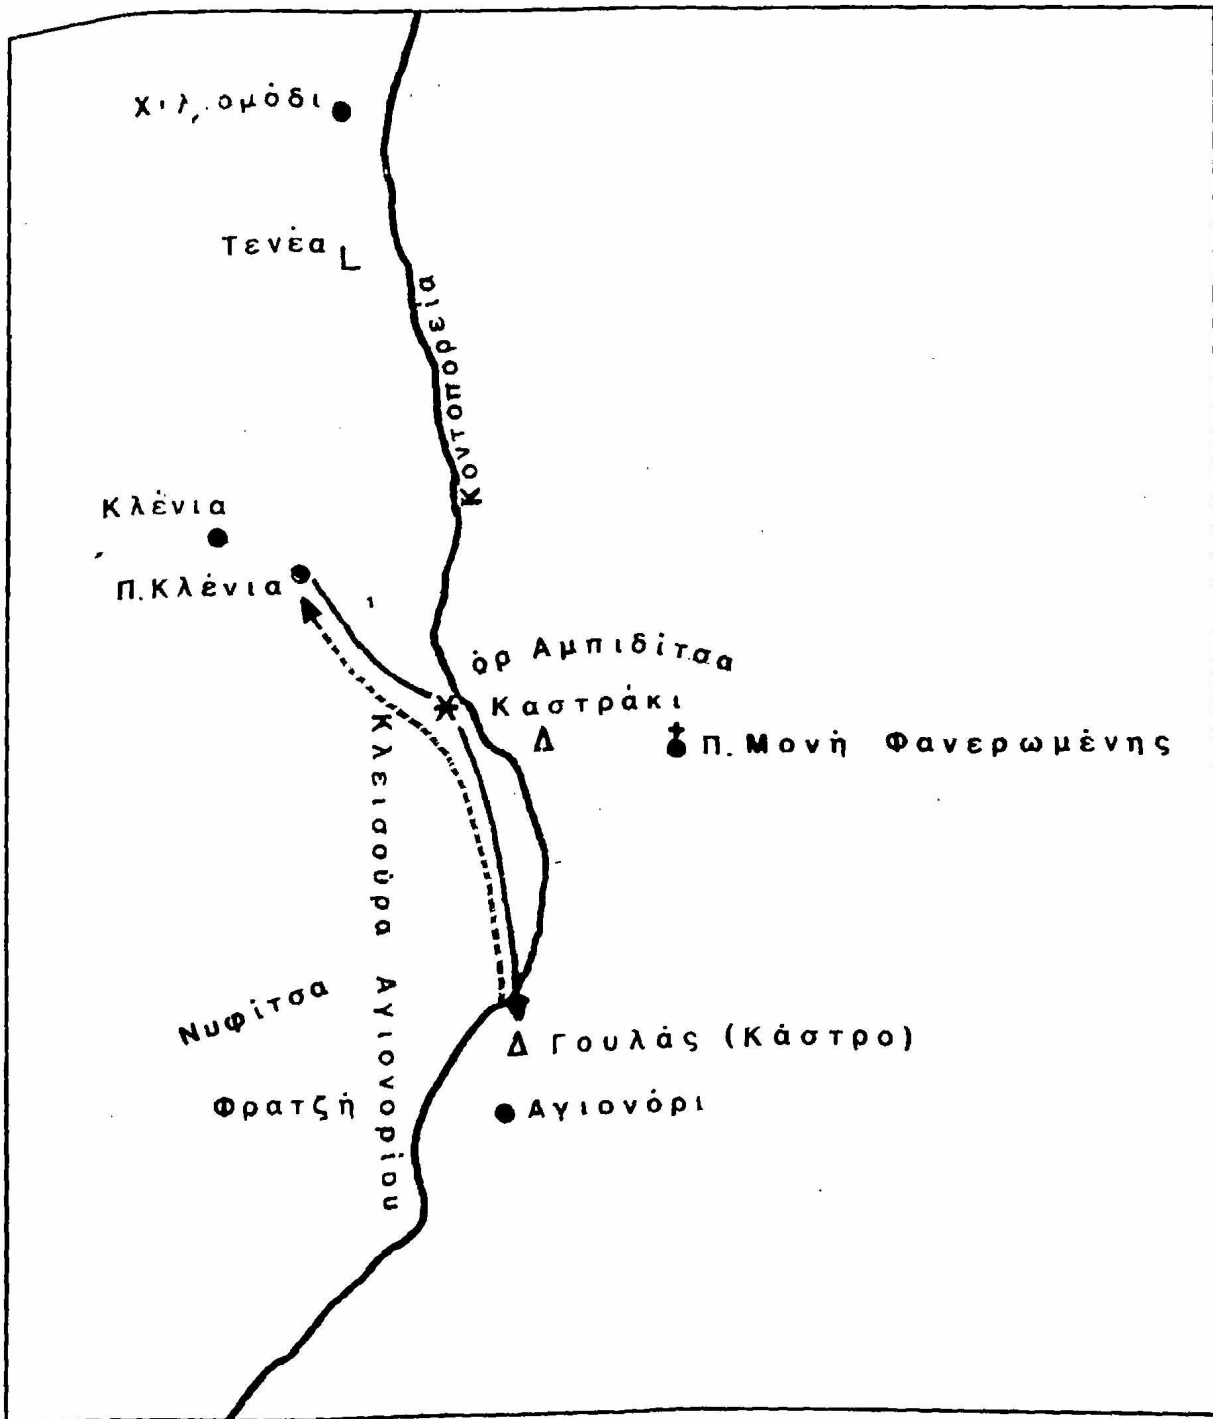 Χιλιομόδι
Τενέα
Κοντοπορεία
Κλένια
Π. Κλένια
όρ Αμπιδίτσα
Καστράκι
Π. Μονή Φανερωμένης
Κλεισούρα Αγιονορίου
Νυφίτσα
Γουλάς (Κάστρο)
Φρατζή
Αγιονόρι